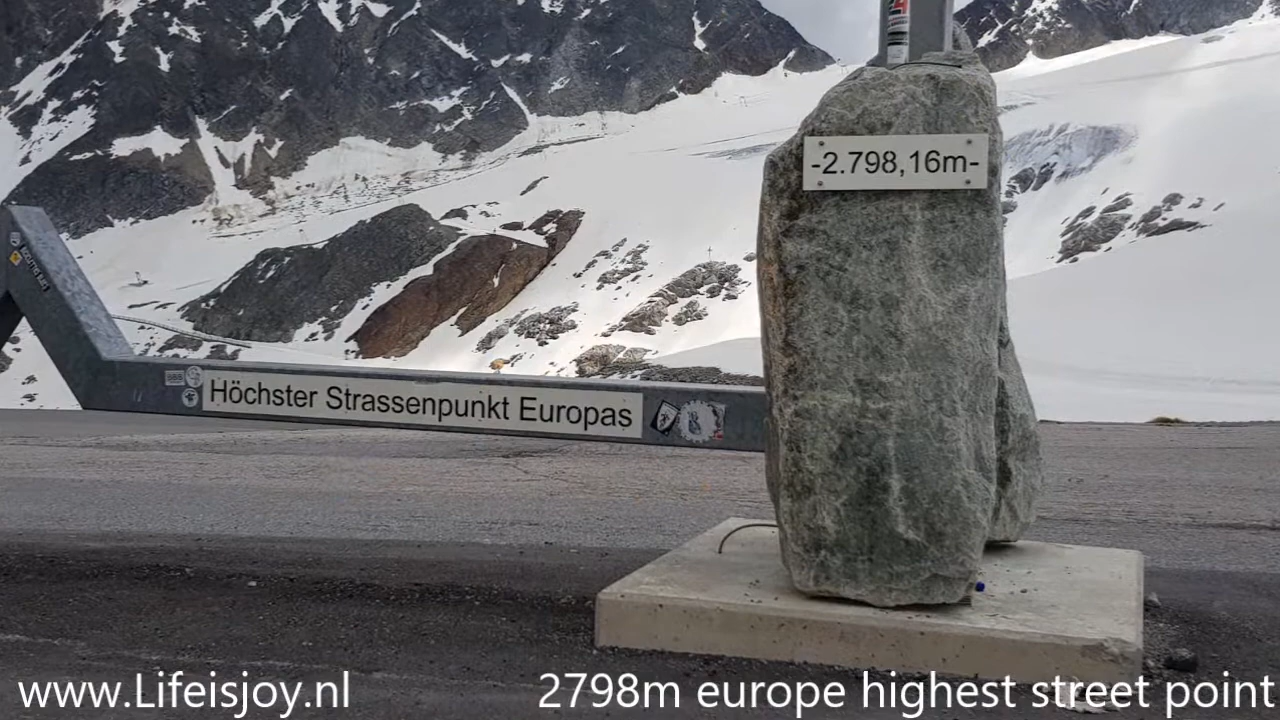 -2.798,16m-
Höchster Strassenpunkt Europas
www.Lifeisjoy.nl
2798m europe highest street point